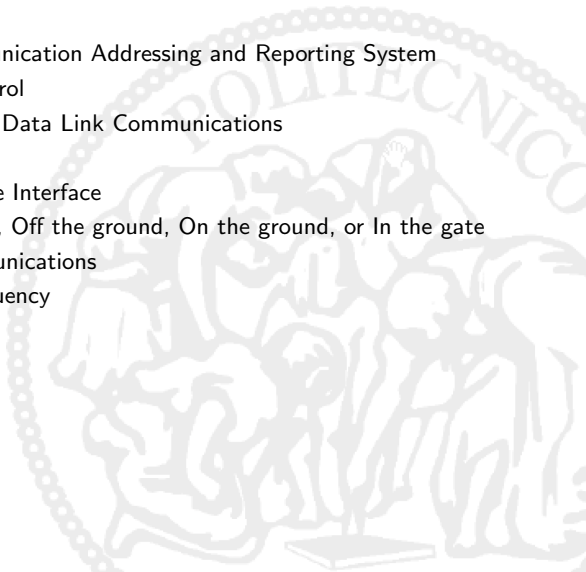 POLITECNICO
nication Addressing and Reporting System
rol
Data Link Communications
e Interface
, Off the ground, On the ground, or In the gate
unications
uency